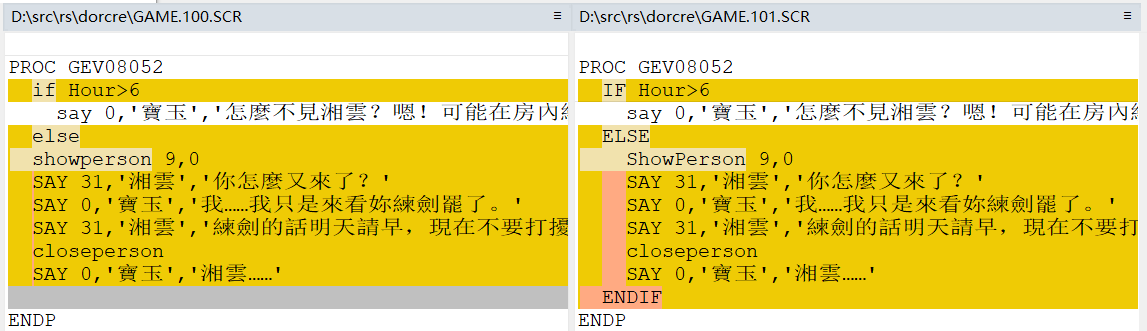 D:\src\rs\dorcre\GAME.100.SCR
PROC GEV08052
if Hour>6
say 0,'寶玉','怎麼不見湘雲？嗯！可能在房內
else
showperson 9,0
SAY 31,'湘雲','你怎麼又來了？'
SAY 0,'寶玉','我……我只是來看妳練劍罷了。'
SAY 31,'湘雲','練劍的話明天請早，現在不要打擾
closeperson
SAY 0,'寶玉','湘雲……'
ENDP
D:\src\rs\dorcre\GAME.101.SCR
PROC GEV08052
IF Hour>6
say 0,'寶玉','怎麼不見湘雲？嗯！可能在房內
ELSE
ShowPerson 9,0
SAY 31,'湘雲','你怎麼又來了？'
SAY 0,'寶玉','我……我只是來看妳練劍罷了。'
SAY 31,'湘雲','練劍的話明天請早，現在不要打
closeperson
SAY 0,'寶玉','湘雲……'
ENDIF
ENDP